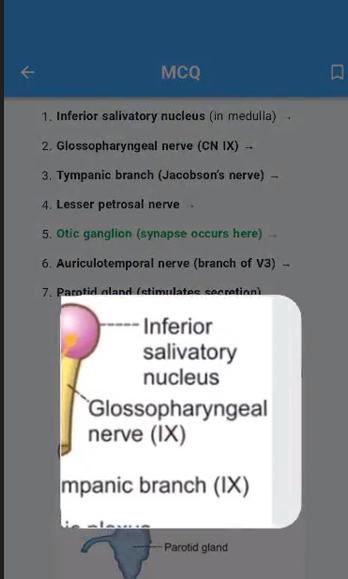 MCQ
1. Inferior salivatory nucleus (in medulla) →
2. Glossopharyngeal nerve (CN IX) →
3. Tympanic branch (Jacobson's nerve) →
4. Lesser petrosal nerve →
5. Otic ganglion (synapse occurs here) →
6. Auriculotemporal nerve (branch of V3) →
7. Parotid gland (stimulates secretion)
Inferior
salivatory
nucleus
Glossopharyngeal
nerve (IX)
mpanic branch (IX)
ic plexus
Parotid gland